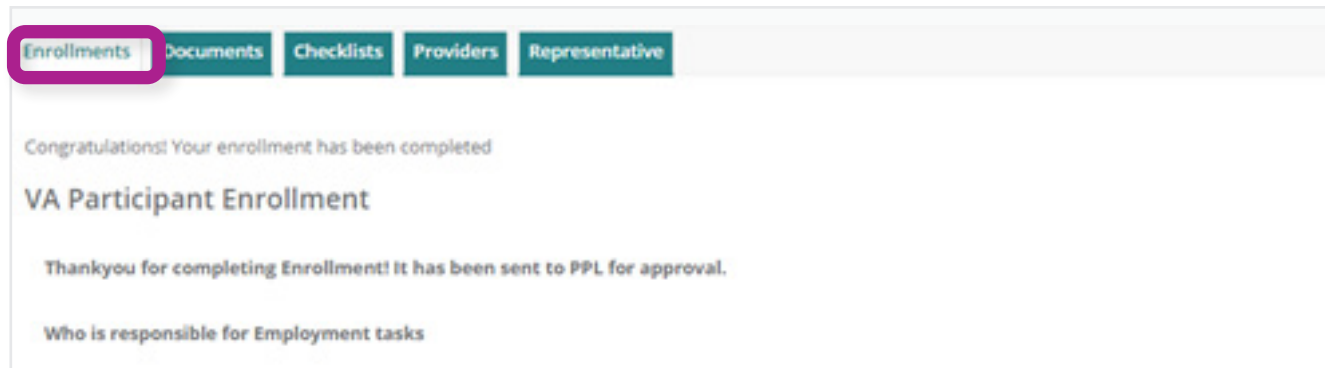 Enrollments Documents Checklists Providers Representative
Congratulations! Your enrollment has been completed
VA Participant Enrollment
Thankyou for completing Enrollment! It has been sent to PPL for approval.
Who is responsible for Employment tasks